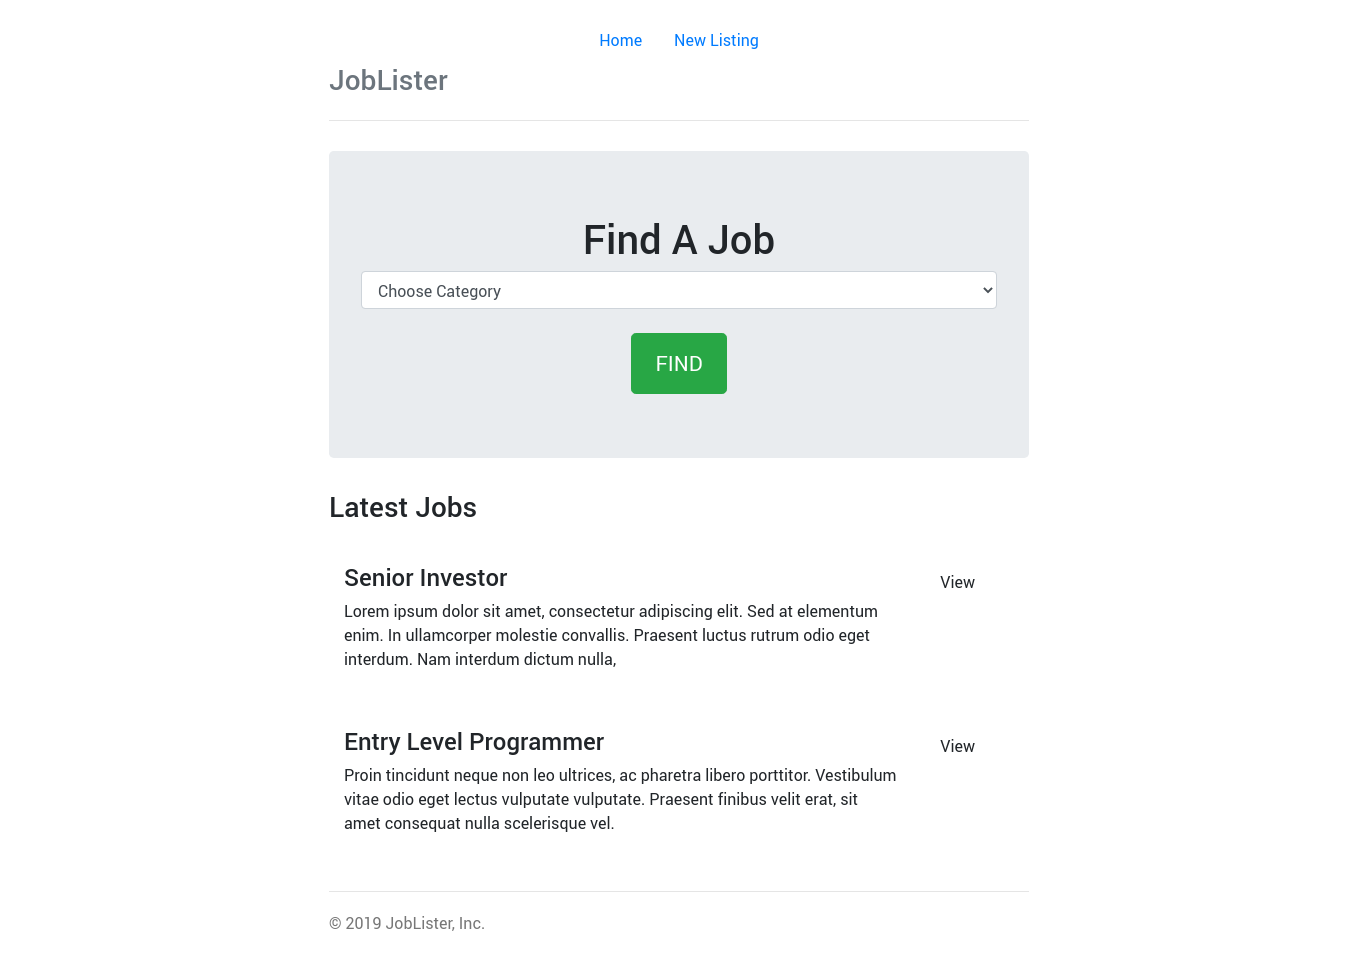 Home New Listing
JobLister
Find A Job
Choose Category
FIND
Latest Jobs
Senior Investor
View
Lorem ipsum dolor sit amet, consectetur adipiscing elit. Sed at elementum
enim. In ullamcorper molestie convallis. Praesent luctus rutrum odio eget
interdum. Nam interdum dictum nulla,
Entry Level Programmer
View
Proin tincidunt neque non leo ultrices, ac pharetra libero porttitor. Vestibulum
vitae odio eget lectus vulputate vulputate. Praesent finibus velit erat, sit
amet consequat nulla scelerisque vel.
© 2019 JobLister, Inc.